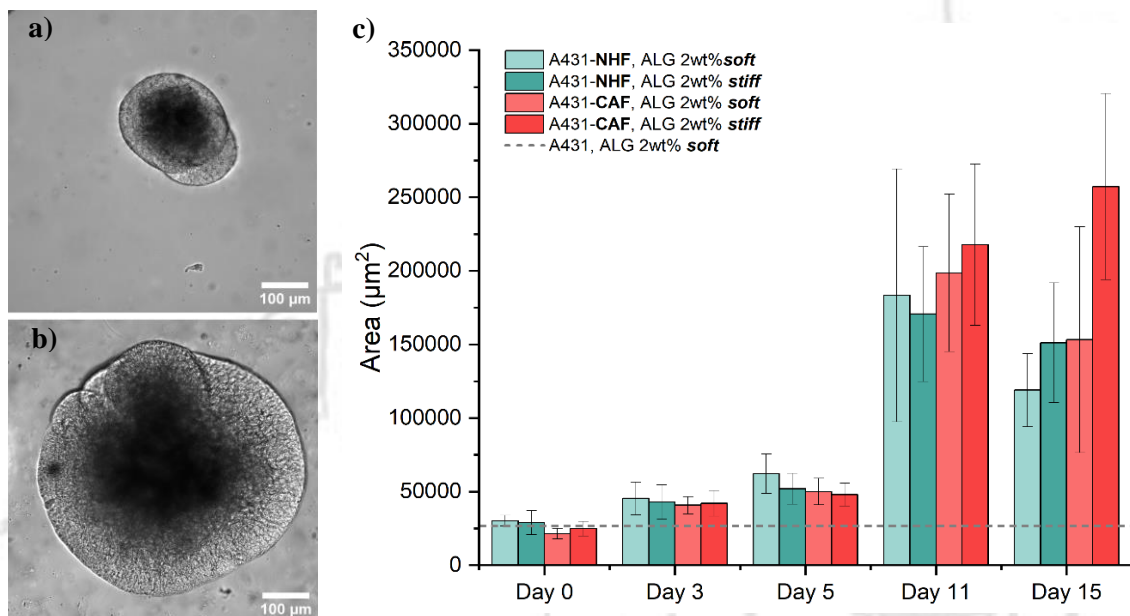 a)
100 µm
b)
100 µm
c)
A431-NHF, ALG 2wt% soft
A431-NHF, ALG 2wt% stiff
A431-CAF, ALG 2wt% soft
A431-CAF, ALG 2wt% stiff
A431, ALG 2wt% soft
Area (µm²)
350000
300000
250000
200000
150000
100000
50000
0
Day 0 Day 3 Day 5 Day 11 Day 15